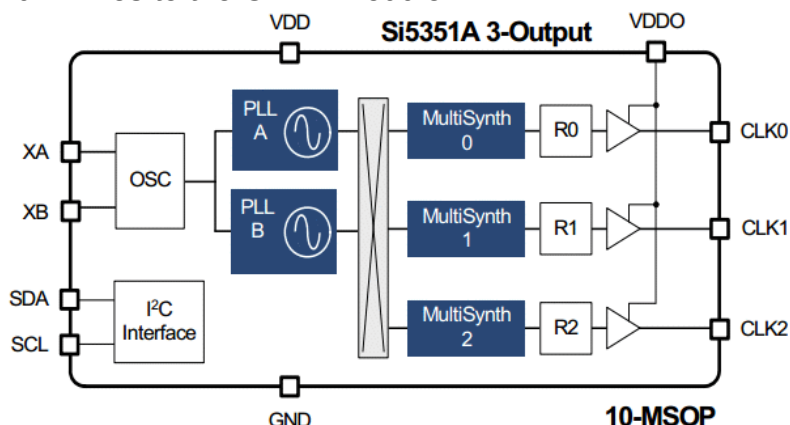 VDD
Si5351A 3-Output
VDDO
PLL
A
MultiSynth
0
R0
CLK0
XA
OSC
XB
PLL
B
MultiSynth
1
R1
CLK1
SDA
I²C
Interface
SCL
MultiSynth
2
R2
CLK2
GND
10-MSOP